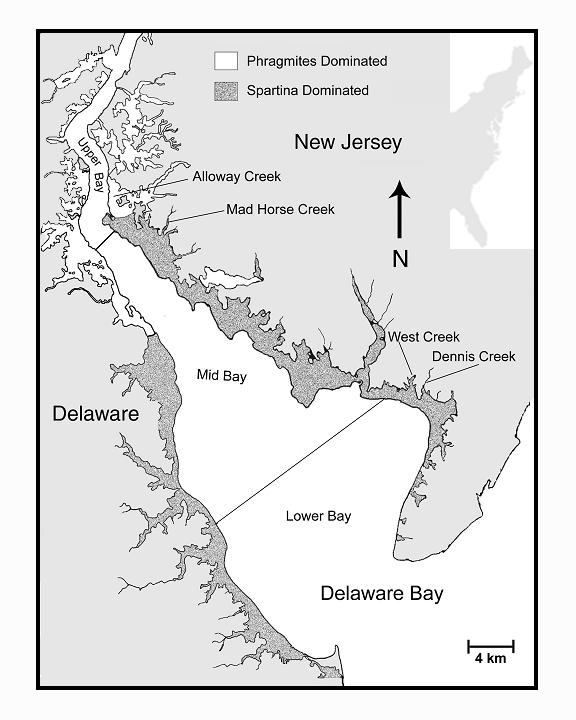 Phragmites Dominated
Spartina Dominated
New Jersey
Upper Bay
Alloway Creek
Mad Horse Creek
N
West Creek
Dennis Creek
Mid Bay
Delaware
Lower Bay
Delaware Bay
4 km